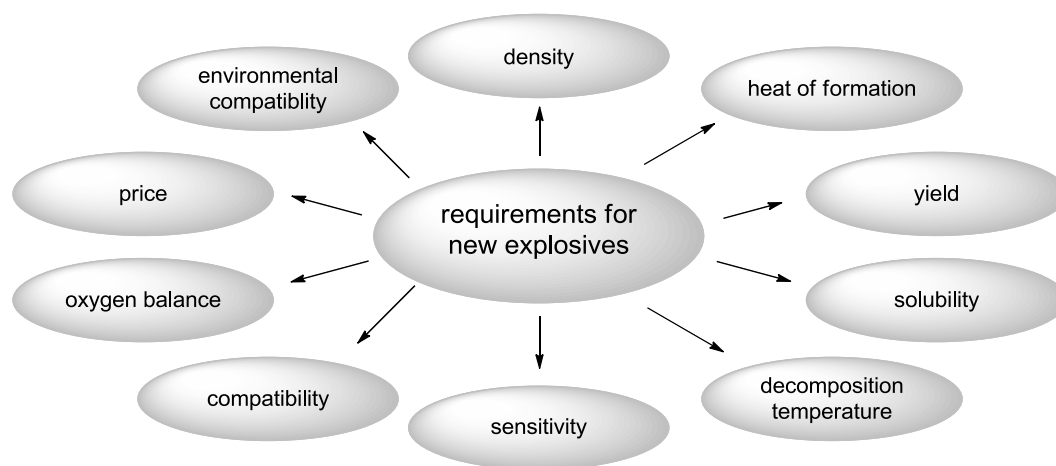 density
environmental
compatiblity
heat of formation
price
requirements for
new explosives
yield
oxygen balance
solubility
compatibility
sensitivity
decomposition
temperature